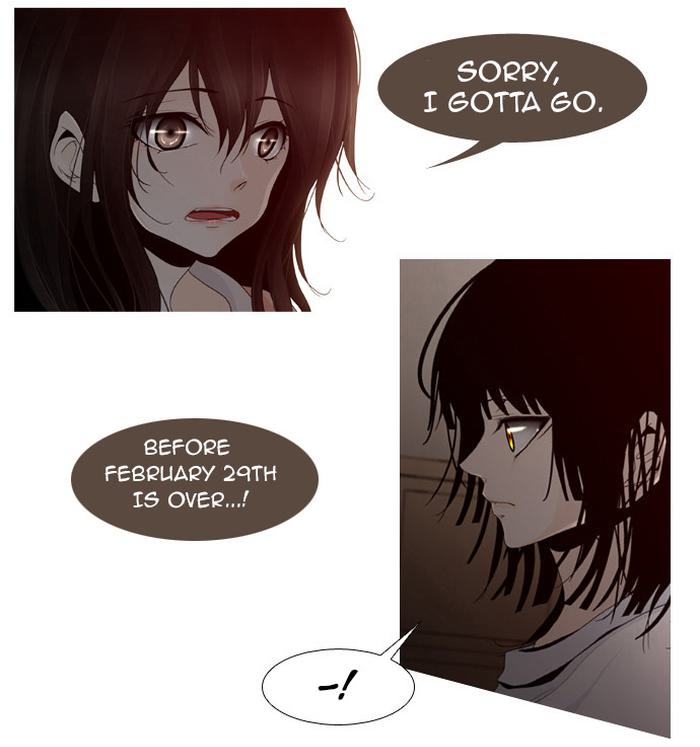 SORRY,
I GOTTA GO.
BEFORE
FEBRUARY 29TH
IS OVER...!
-!